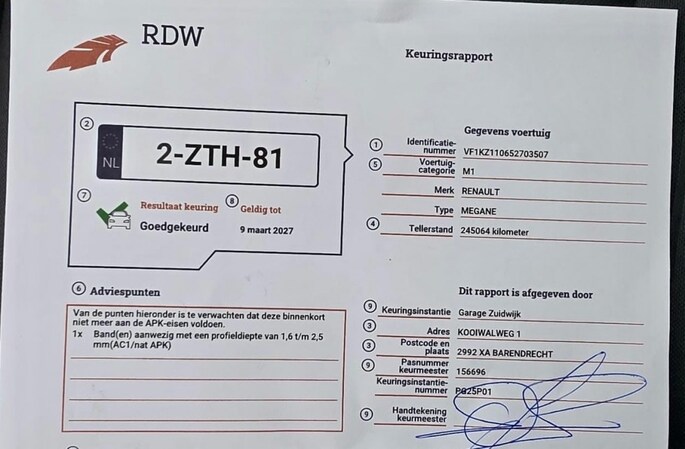 RDW
Keuringsrapport
2
NL
2-ZTH-81
7
Resultaat keuring
Goedgekeurd
8
Geldig tot
9 maart 2027
Gegevens voertuig
1 Identificatie-
nummer VF1KZ110652703507
5 Voertuig-
categorie M1
Merk RENAULT
Type MEGANE
4 Tellerstand 245064 kilometer
6 Adviespunten
Van de punten hieronder is te verwachten dat deze binnenkort
niet meer aan de APK-eisen voldoen.
1x Band(en) aanwezig met een profieldiepte van 1,6 t/m 2,5
mm(AC1/nat APK)
Dit rapport is afgegeven door
9 Keuringsinstantie Garage Zuidwijk
3 Adres KOOIWALWEG 1
3 Postcode en
plaats 2992 XA BARENDRECHT
9 Pasnummer
keurmeester 156696
Keuringsinstantie-
nummer PG25P01
9 Handtekening
keurmeester